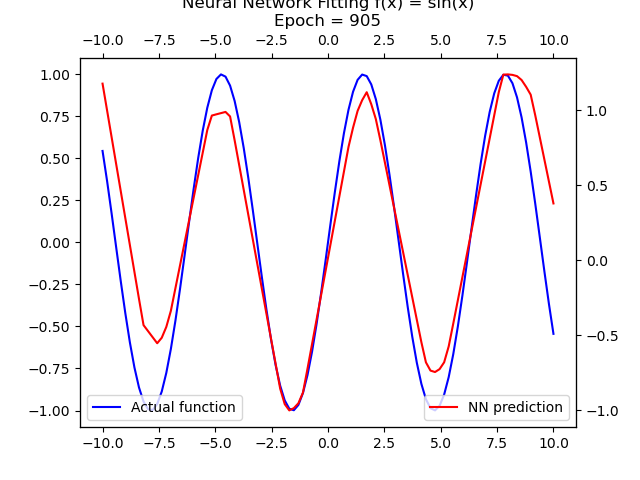 Neural Network Fitting f(x) = sin(x)
Epoch = 905
−10.0 −7.5 −5.0 −2.5 0.0 2.5 5.0 7.5 10.0
1.00
0.75
0.50
0.25
0.00
−0.25
−0.50
−0.75
−1.00
1.0
0.5
0.0
−0.5
−1.0
Actual function
NN prediction
−10.0 −7.5 −5.0 −2.5 0.0 2.5 5.0 7.5 10.0